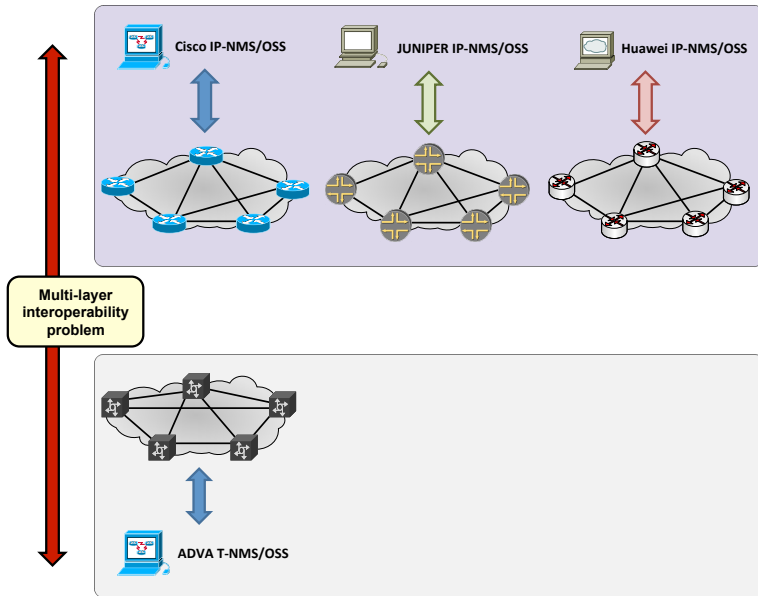 Cisco IP-NMS/OSS
JUNIPER IP-NMS/OSS
Huawei IP-NMS/OSS
Multi-layer
interoperability
problem
ADVA T-NMS/OSS